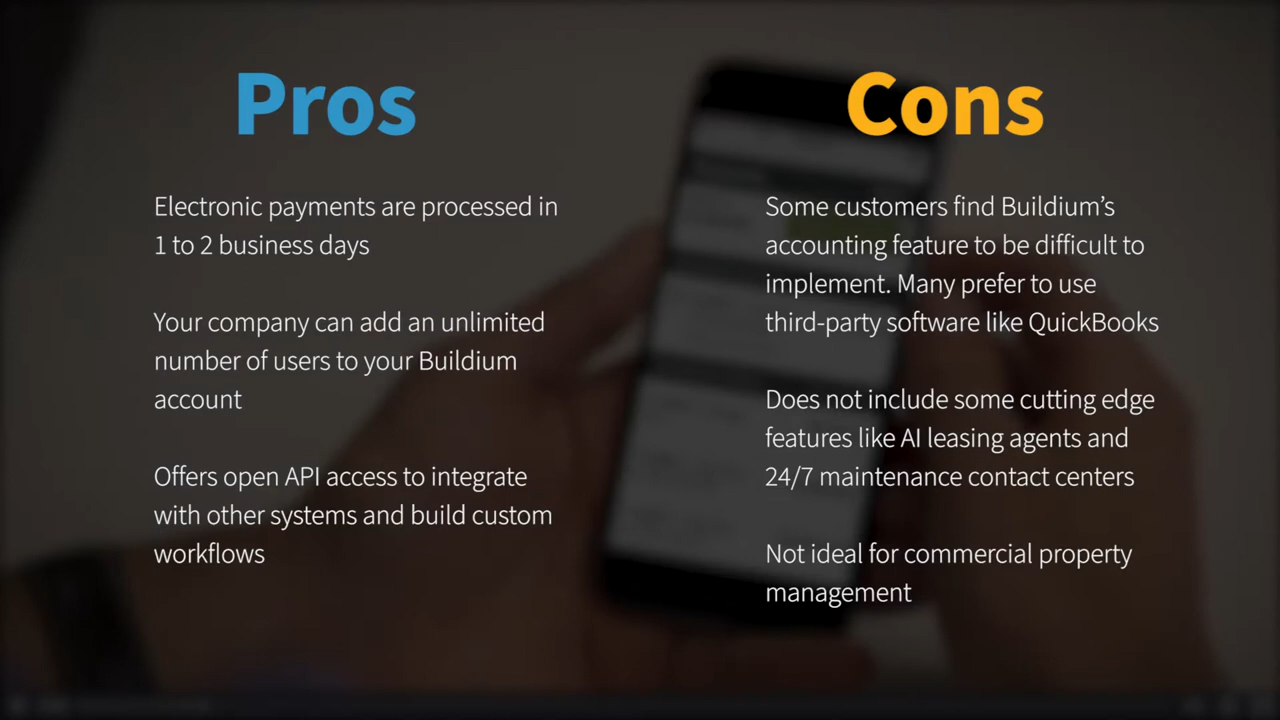 Pros
Electronic payments are processed in
1 to 2 business days
Your company can add an unlimited
number of users to your Buildium
account
Offers open API access to integrate
with other systems and build custom
workflows
Cons
Some customers find Buildium’s
accounting feature to be difficult to
implement. Many prefer to use
third-party software like QuickBooks
Does not include some cutting edge
features like AI leasing agents and
24/7 maintenance contact centers
Not ideal for commercial property
management